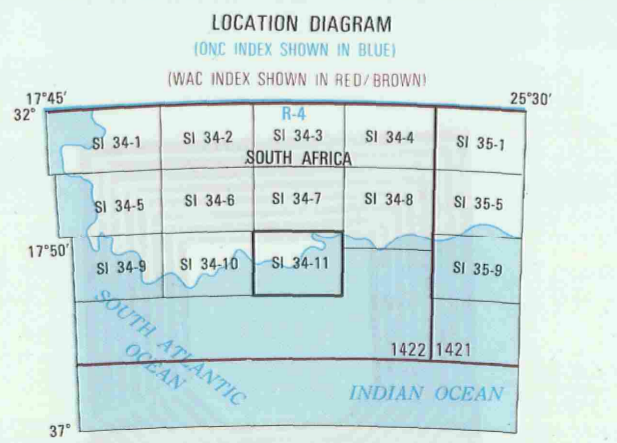 LOCATION DIAGRAM
(ONC INDEX SHOWN IN BLUE)
(WAC INDEX SHOWN IN RED/BROWN)
17°45' 25°30'
32°
R-4
SI 34-1 SI 34-2 SI 34-3 SI 34-4 SI 35-1
SOUTH AFRICA
SI 34-5 SI 34-6 SI 34-7 SI 34-8 SI 35-5
17°50'
SI 34-9 SI 34-10 SI 34-11 SI 35-9
SOUTH ATLANTIC
OCEAN
1422 1421
INDIAN OCEAN
37°